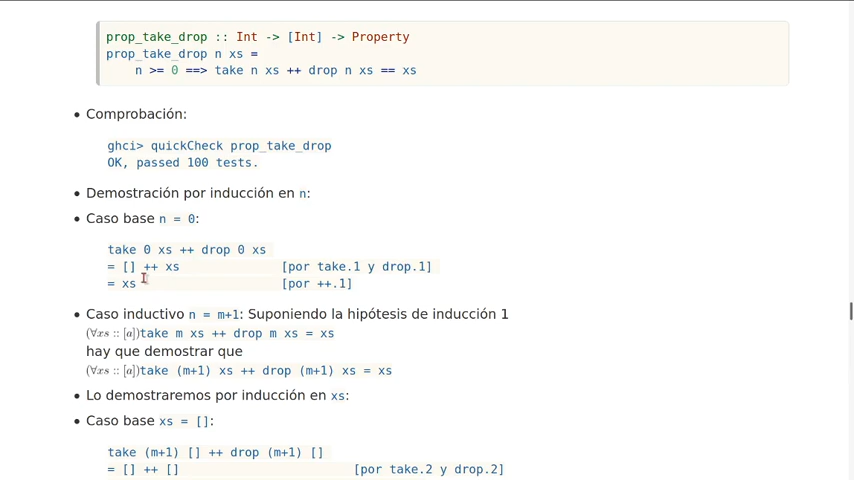 prop_take_drop :: Int -> [Int] -> Property
prop_take_drop n xs =
    n >= 0 ==> take n xs ++ drop n xs == xs
• Comprobación:
ghci> quickCheck prop_take_drop
OK, passed 100 tests.
• Demostración por inducción en n:
• Caso base n = 0:
take 0 xs ++ drop 0 xs
= [] ++ xs [por take.1 y drop.1]
= xs [por ++.1]
• Caso inductivo n = m+1: Suponiendo la hipótesis de inducción 1
(∀xs :: [a])take m xs ++ drop m xs = xs
hay que demostrar que
(∀xs :: [a])take (m+1) xs ++ drop (m+1) xs = xs
• Lo demostraremos por inducción en xs:
• Caso base xs = []:
take (m+1) [] ++ drop (m+1) []
= [] ++ [] [por take.2 y drop.2]